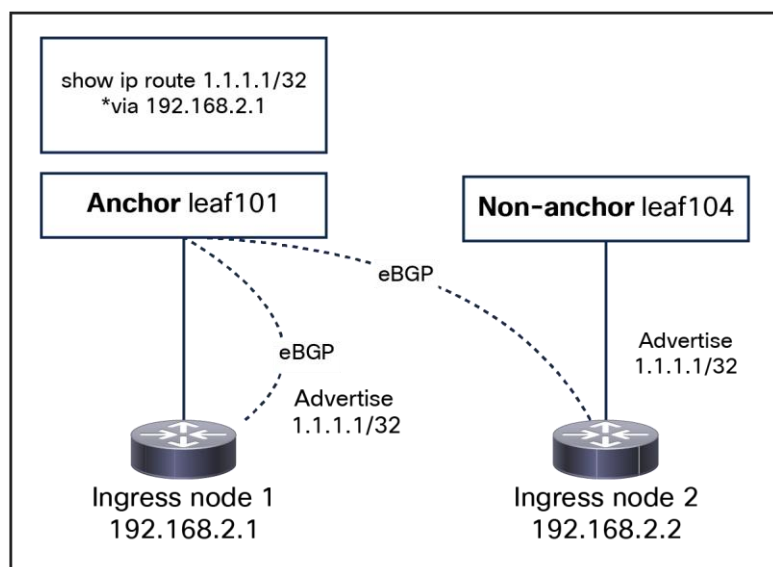 show ip route 1.1.1.1/32
*via 192.168.2.1
Anchor leaf101
Non-anchor leaf104
eBGP
eBGP
Advertise
1.1.1.1/32
Advertise
1.1.1.1/32
Ingress node 1
192.168.2.1
Ingress node 2
192.168.2.2